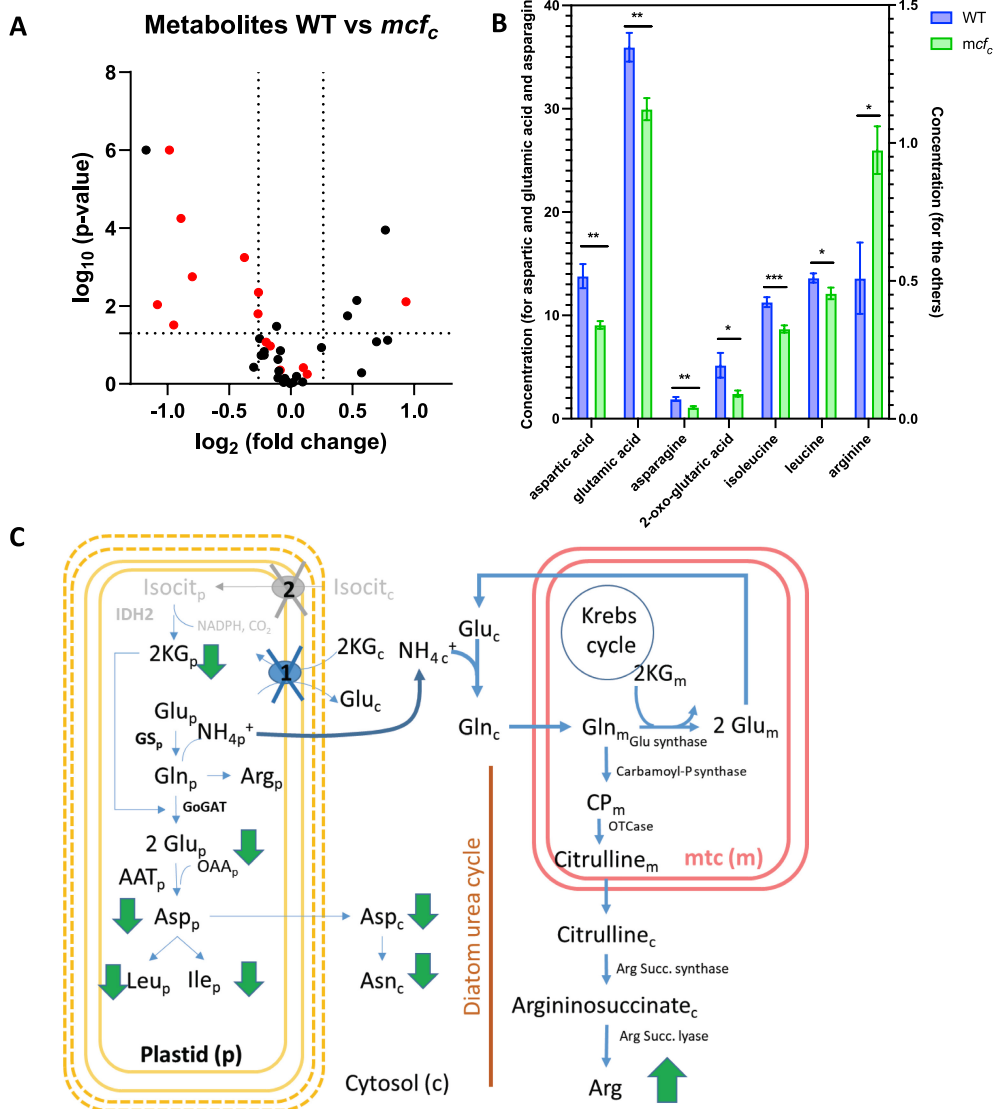 A
Metabolites WT vs mcfc
log10 (p-value)
8
6
4
2
0
-1.0
-0.5
0.0
0.5
1.0
log2 (fold change)
B
Concentration (for aspartic and glutamic acid and asparagin
40
30
20
10
0
**
**
**
*
***
*
*
1.5
1.0
0.5
0.0
Concentration (for the others)
WT
mcfc
aspartic acid
glutamic acid
asparagine
2-oxo-glutaric acid
isoleucine
leucine
arginine
C
Isocitp
2
Isocitc
IDH2
NADPH, CO2
2KGp
1
2KGc
Gluc
Glup
GSp
NH4p+
Glnp
Argp
GoGAT
2 Glup
OAAp
AATp
Aspp
Aspc
Leup
Ilep
Asnc
Plastid (p)
Cytosol (c)
NH4c+
Gluc
Glnc
Krebs
cycle
2KGm
Glnm
Glu synthase
2 Glum
Carbamoyl-P synthase
CPm
OTCase
Citrullinem
mtc (m)
Diatom urea cycle
Citrullinec
Arg Succ. synthase
Argininosuccinatec
Arg Succ. lyase
Arg